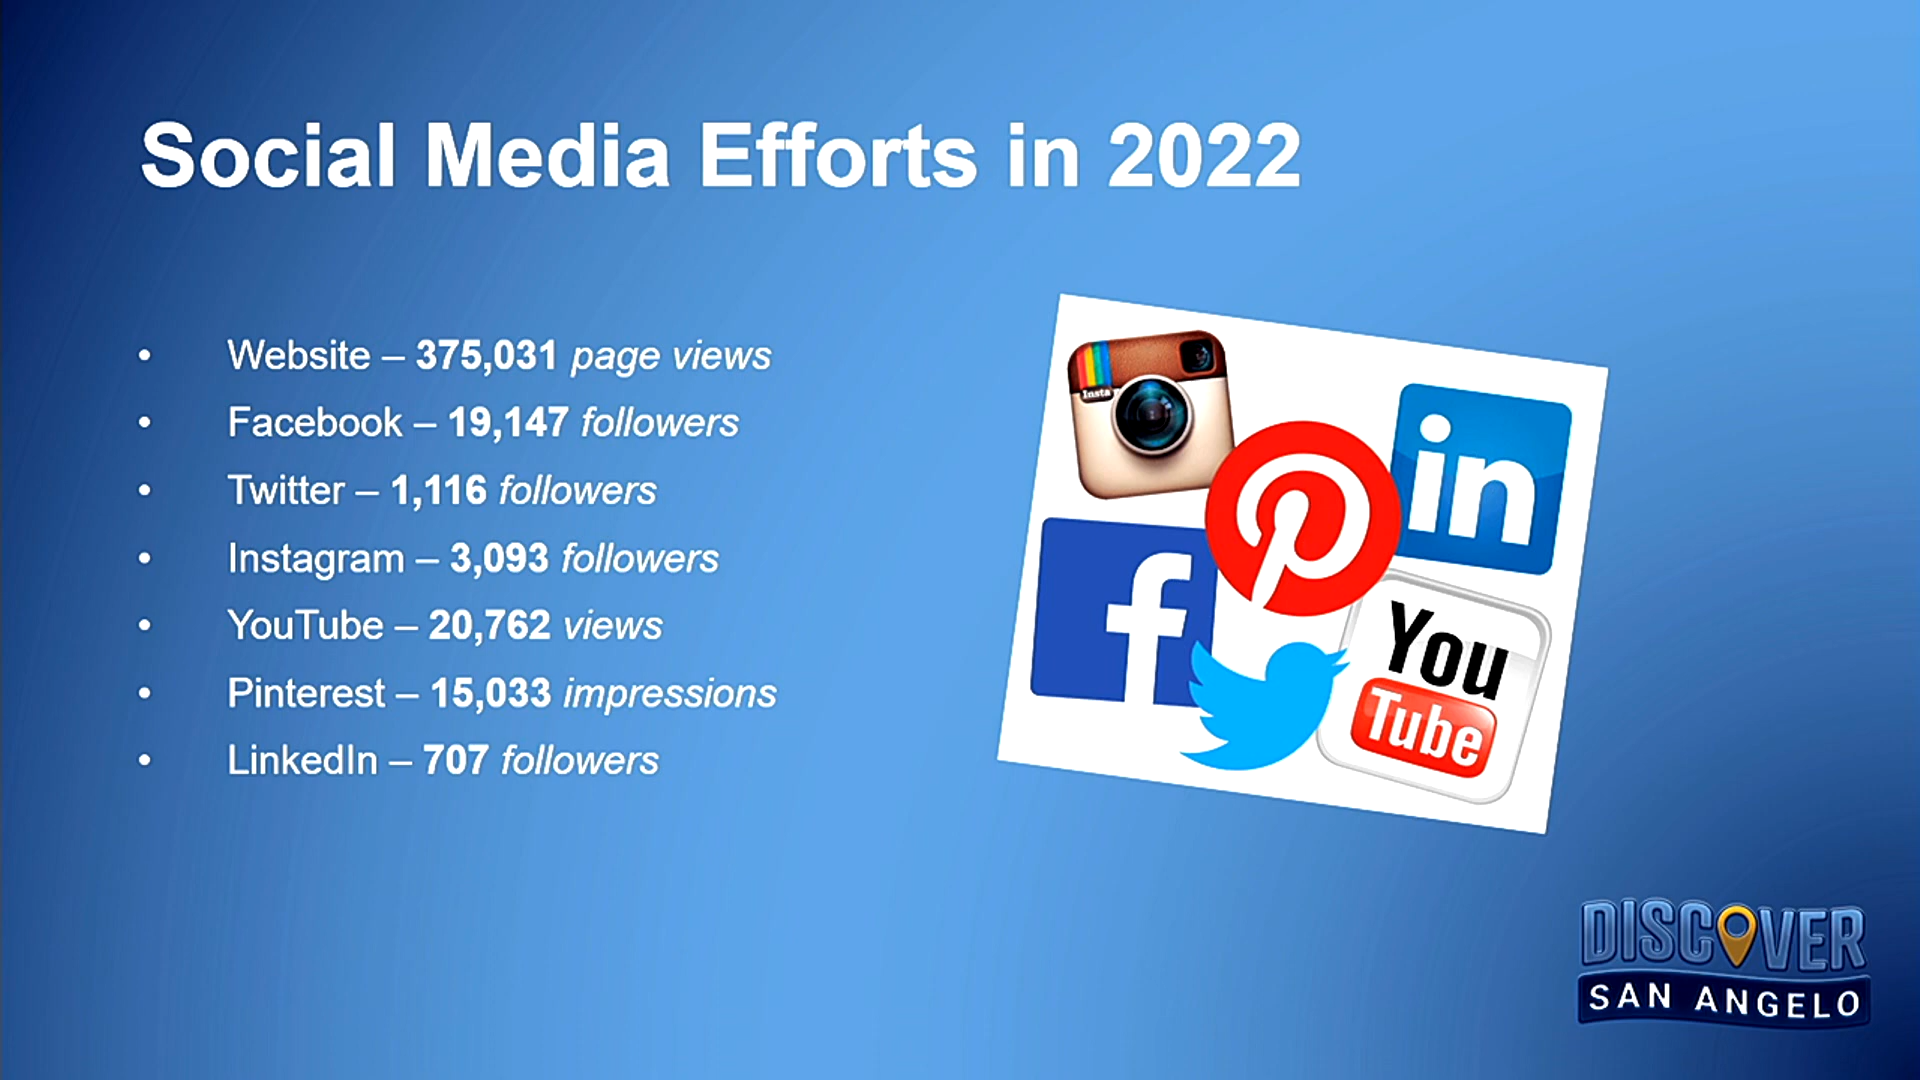 Social Media Efforts in 2022
• Website – 375,031 page views
• Facebook – 19,147 followers
• Twitter – 1,116 followers
• Instagram – 3,093 followers
• YouTube – 20,762 views
• Pinterest – 15,033 impressions
• LinkedIn – 707 followers
Insta
in
f
You
Tube
DISCOVER
SAN ANGELO